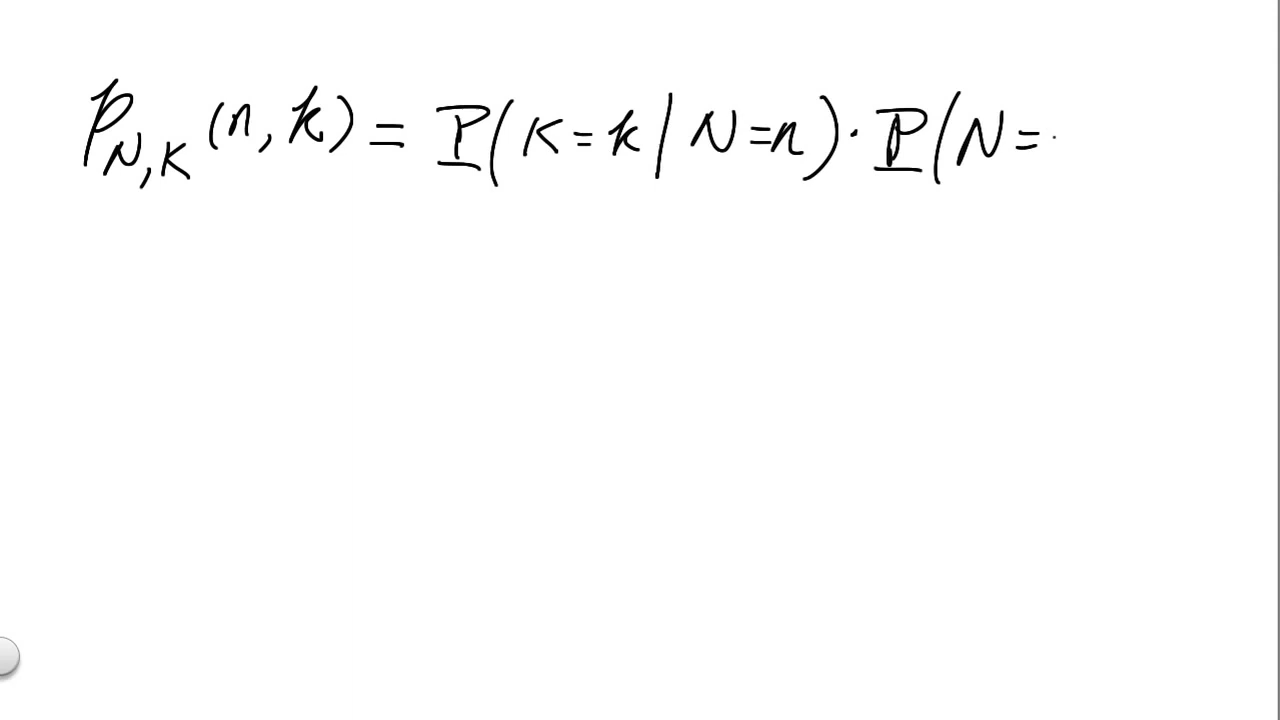 p_{N,K}(n,k) = P(K=k | N=n) · P(N=